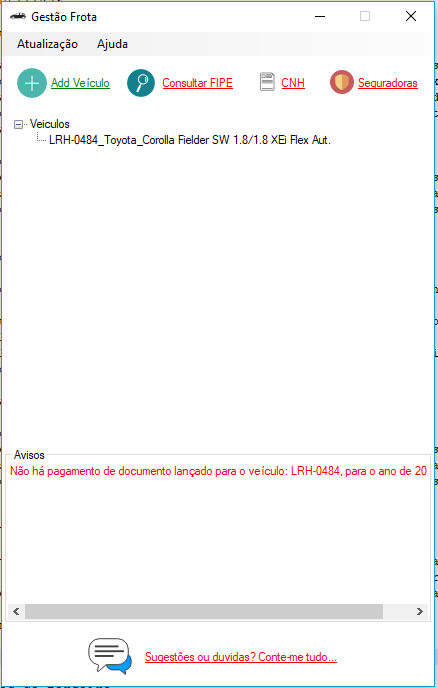 Gestão Frota
Atualização Ajuda
Add Veículo Consultar FIPE CNH Seguradoras
Veiculos
LRH-0484_Toyota_Corolla Fielder SW 1.8/1.8 XEi Flex Aut.
Avisos
Não há pagamento de documento lançado para o veículo: LRH-0484, para o ano de 20
Sugestões ou duvidas? Conte-me tudo...